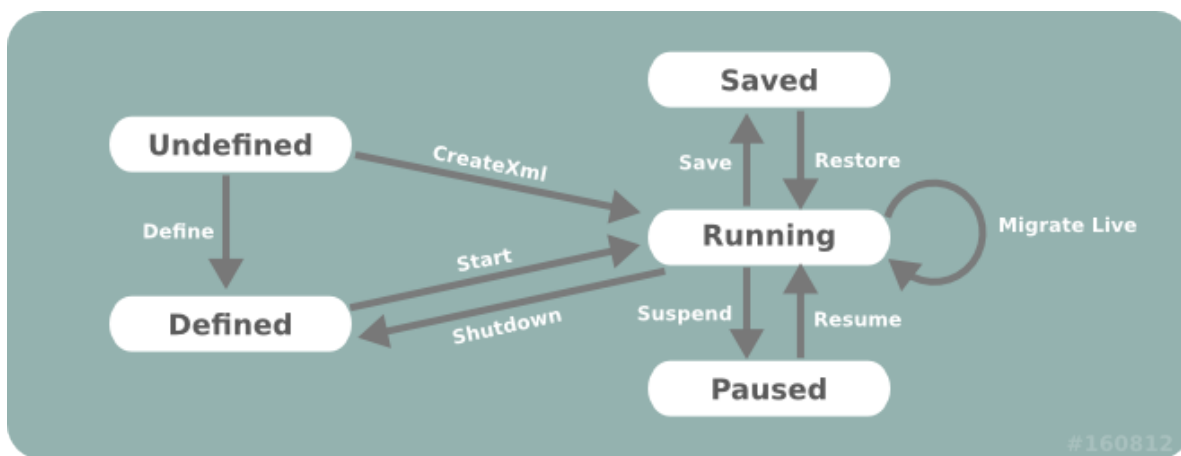 Saved
Undefined
CreateXml
Save
Restore
Define
Running
Migrate Live
Start
Defined
Shutdown
Suspend
Resume
Paused
#160812